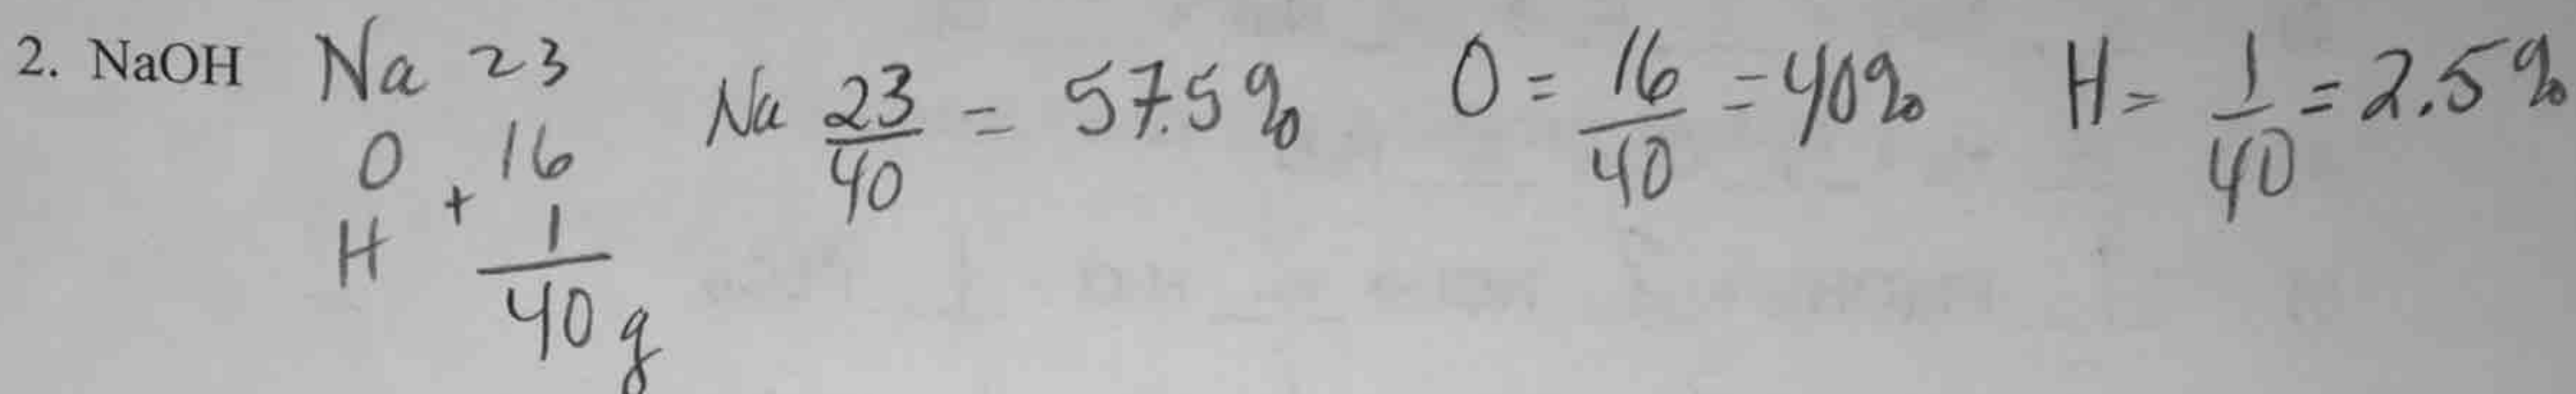 2. NaOH Na 23
O + 16
H 1
40 g
Na 23/40 = 57.5%
O = 16/40 = 40%
H = 1/40 = 2.5%